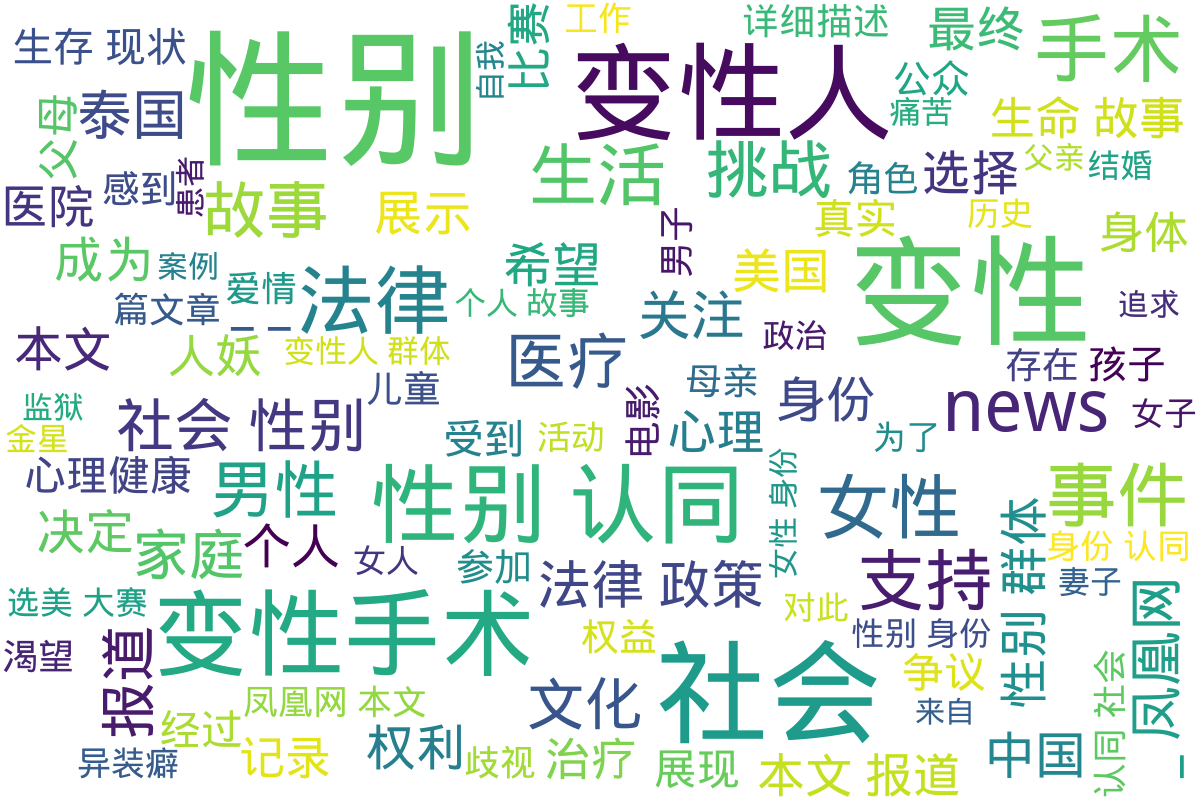 生存 现状
性别
自我
比赛
工作
变性人
详细描述
最终
手术
泰国
父母
公众
痛苦
生命 故事
医院
感到
患者
故事
展示
生活
挑战
角色
选择
父亲
结婚
真实
历史
身体
男子
成为
案例
爱情
法律
希望
美国
变性
篇文章
_ _
个人 故事
关注
追求
本文
人妖
变性人 群体
医疗
政治
存在
孩子
儿童
母亲
身份
监狱
金星
社会 性别
电影
受到
活动
心理
为了
news
女子
心理健康
男性
性别 认同
女性 身份
女性
事件
决定
家庭
个人
女人
参加
法律 政策
支持
性别 群体
身份 认同
妻子
选美 大赛
变性手术
权益
对此
性别 身份
_ 凤凰网
渴望
报道
社会
争议
认同 社会
凤凰网 本文
文化
来自
经过
异装癖
记录
权利
歧视
治疗
展现
本文 报道
中国